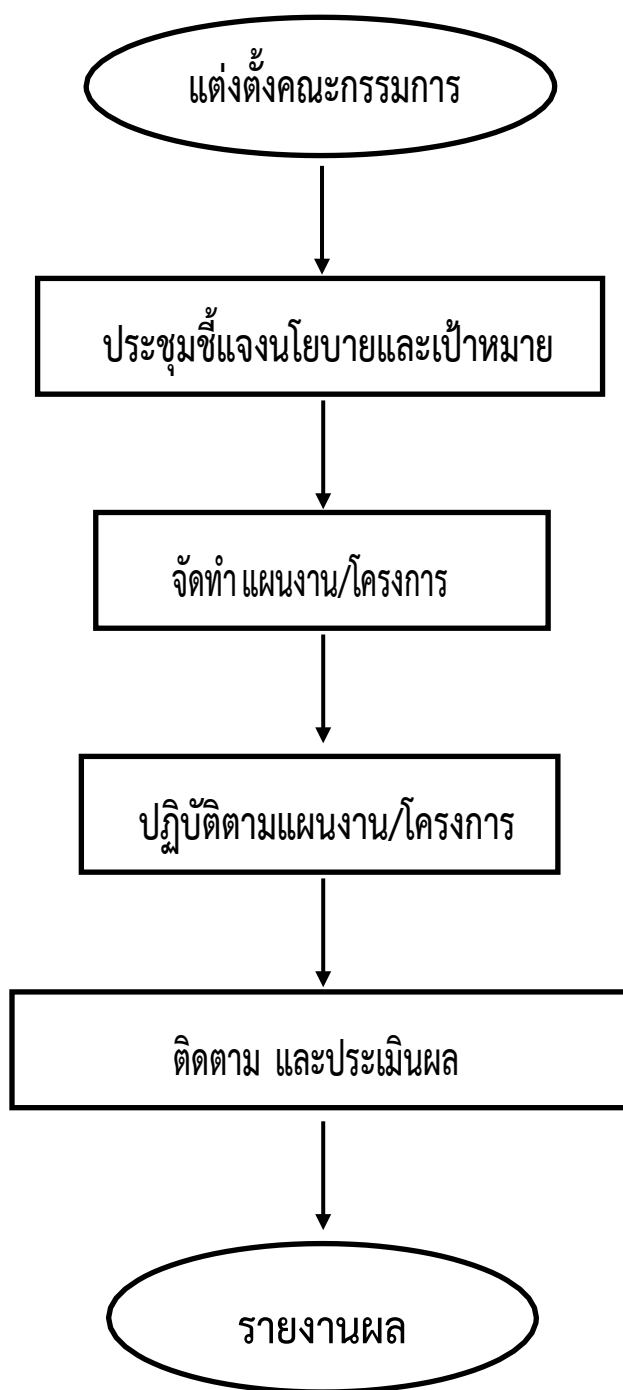 แต่งตั้งคณะกรรมการ
ประชุมชี้แจงนโยบายและเป้าหมาย
จัดทำ แผนงาน/โครงการ
ปฏิบัติตามแผนงาน/โครงการ
ติดตาม และประเมินผล
รายงานผล